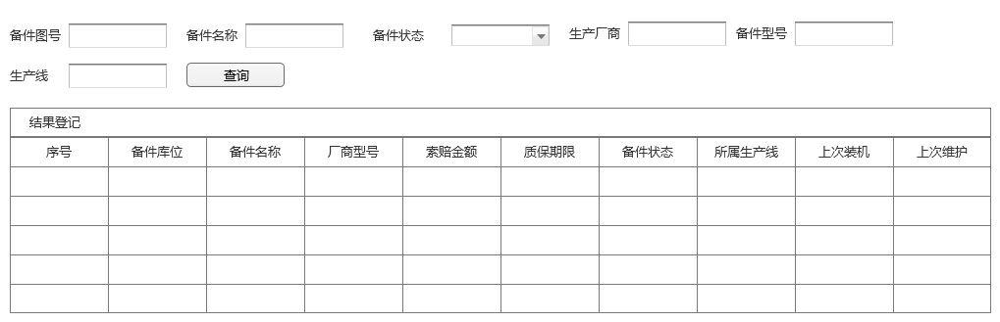 备件图号 备件名称 备件状态 生产厂商 备件型号
生产线 查询
结果登记
序号 备件库位 备件名称 厂商型号 索赔金额 质保期限 备件状态 所属生产线 上次装机 上次维护